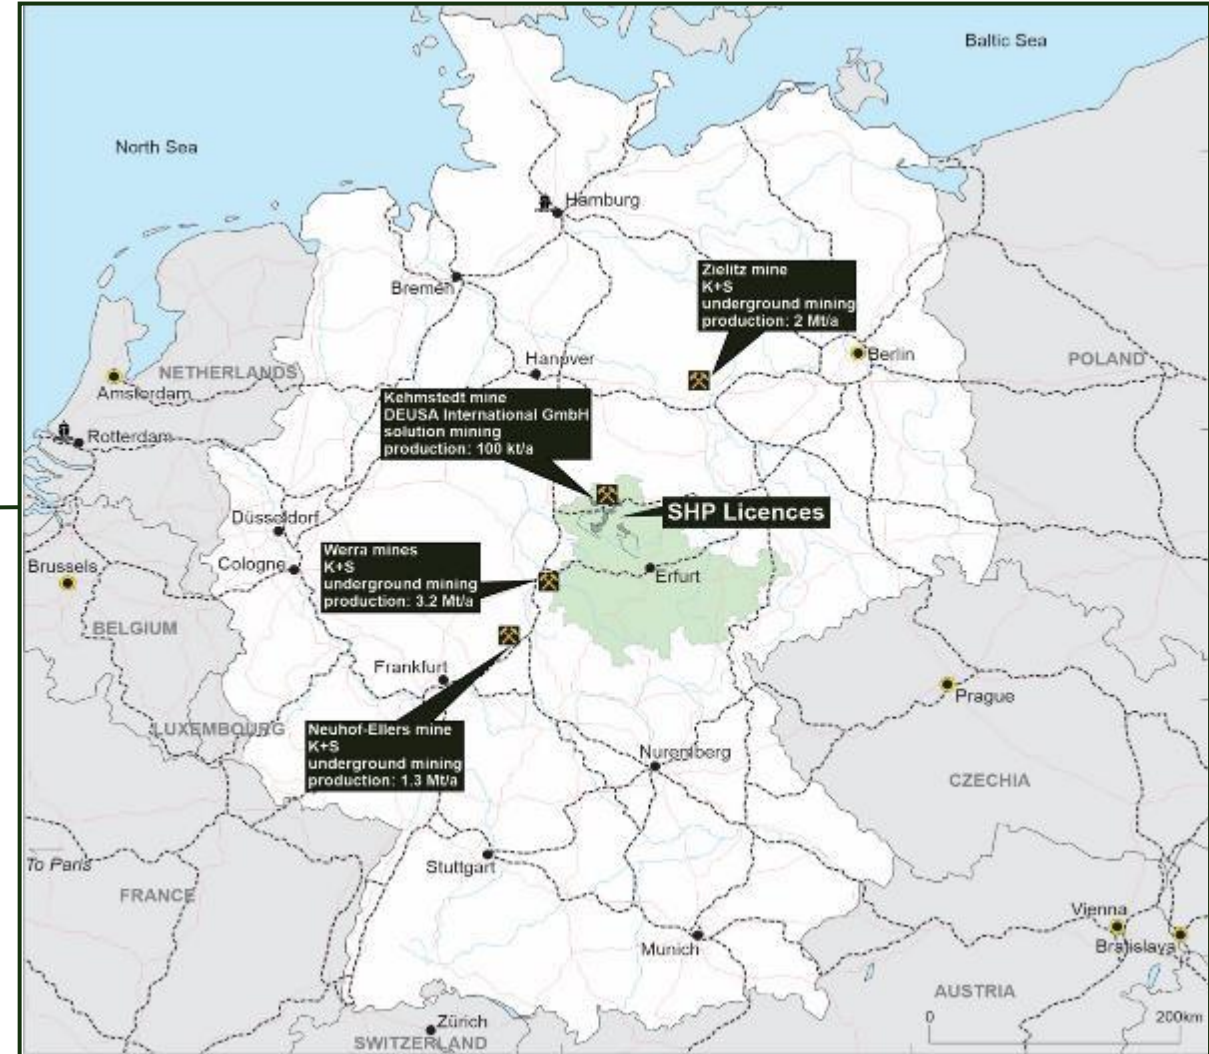 Baltic Sea
North Sea
Hamburg
Zielitz mine
K+S
underground mining
production: 2 Mt/a
Bremen
Hanover
Berlin
POLAND
NETHERLANDS
Amsterdam
Kehmstedt mine
DEUSA International GmbH
solution mining
production: 100 kt/a
Rotterdam
SHP Licences
Düsseldorf
Werra mines
K+S
underground mining
production: 3.2 Mt/a
Cologne
Brussels
Erfurt
BELGIUM
Frankfurt
Prague
LUXEMBOURG
Neuhof-Ellers mine
K+S
underground mining
production: 1.3 Mt/a
Nuremberg
CZECHIA
To Paris
Stuttgart
FRANCE
Vienna
Bratislava
Munich
AUSTRIA
0 200km
Zürich
SWITZERLAND